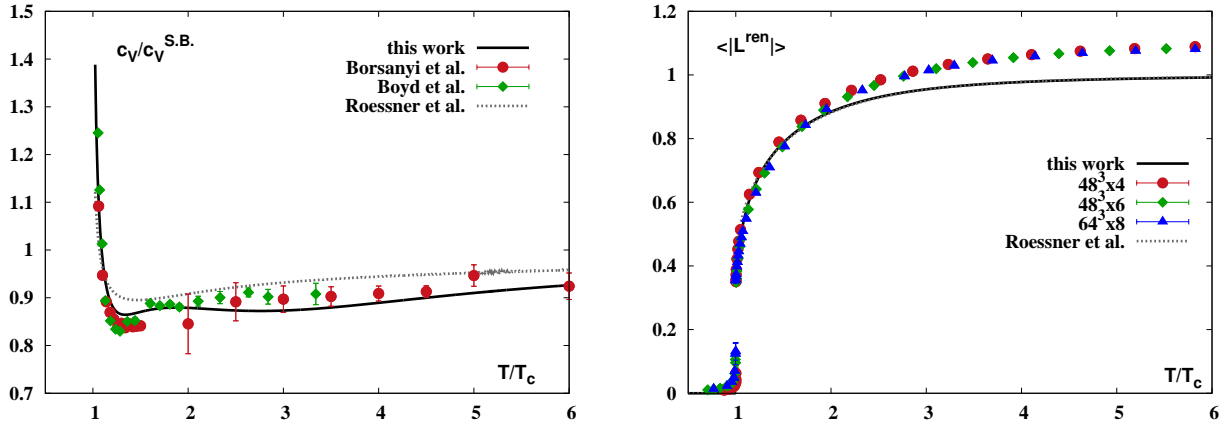 1.5
1.4
1.3
1.2
1.1
1
0.9
0.8
0.7
c_V/c_V^S.B.
this work
Borsanyi et al.
Boyd et al.
Roessner et al.
T/T_c
1 2 3 4 5 6
1.2
1
0.8
0.6
0.4
0.2
0
<|L^ren|>
this work
48^3x4
48^3x6
64^3x8
Roessner et al.
T/T_c
1 2 3 4 5 6